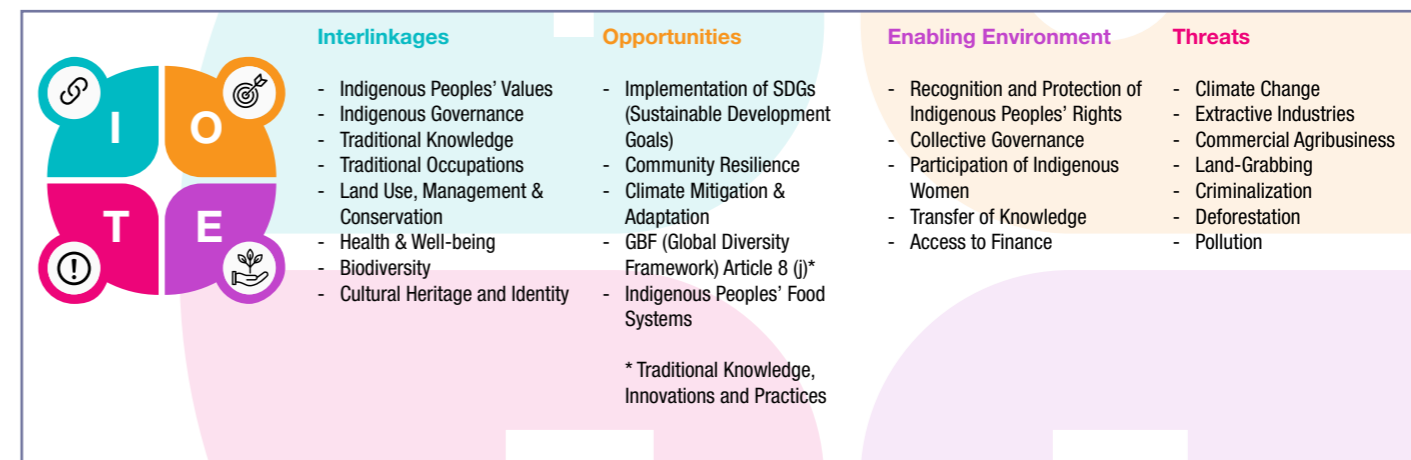 I
O
T
E
Interlinkages
- Indigenous Peoples’ Values
- Indigenous Governance
- Traditional Knowledge
- Traditional Occupations
- Land Use, Management &
Conservation
- Health & Well-being
- Biodiversity
- Cultural Heritage and Identity
Opportunities
- Implementation of SDGs
(Sustainable Development
Goals)
- Community Resilience
- Climate Mitigation &
Adaptation
- GBF (Global Diversity
Framework) Article 8 (j)*
- Indigenous Peoples’ Food
Systems
* Traditional Knowledge,
Innovations and Practices
Enabling Environment
- Recognition and Protection of
Indigenous Peoples’ Rights
- Collective Governance
- Participation of Indigenous
Women
- Transfer of Knowledge
- Access to Finance
Threats
- Climate Change
- Extractive Industries
- Commercial Agribusiness
- Land-Grabbing
- Criminalization
- Deforestation
- Pollution